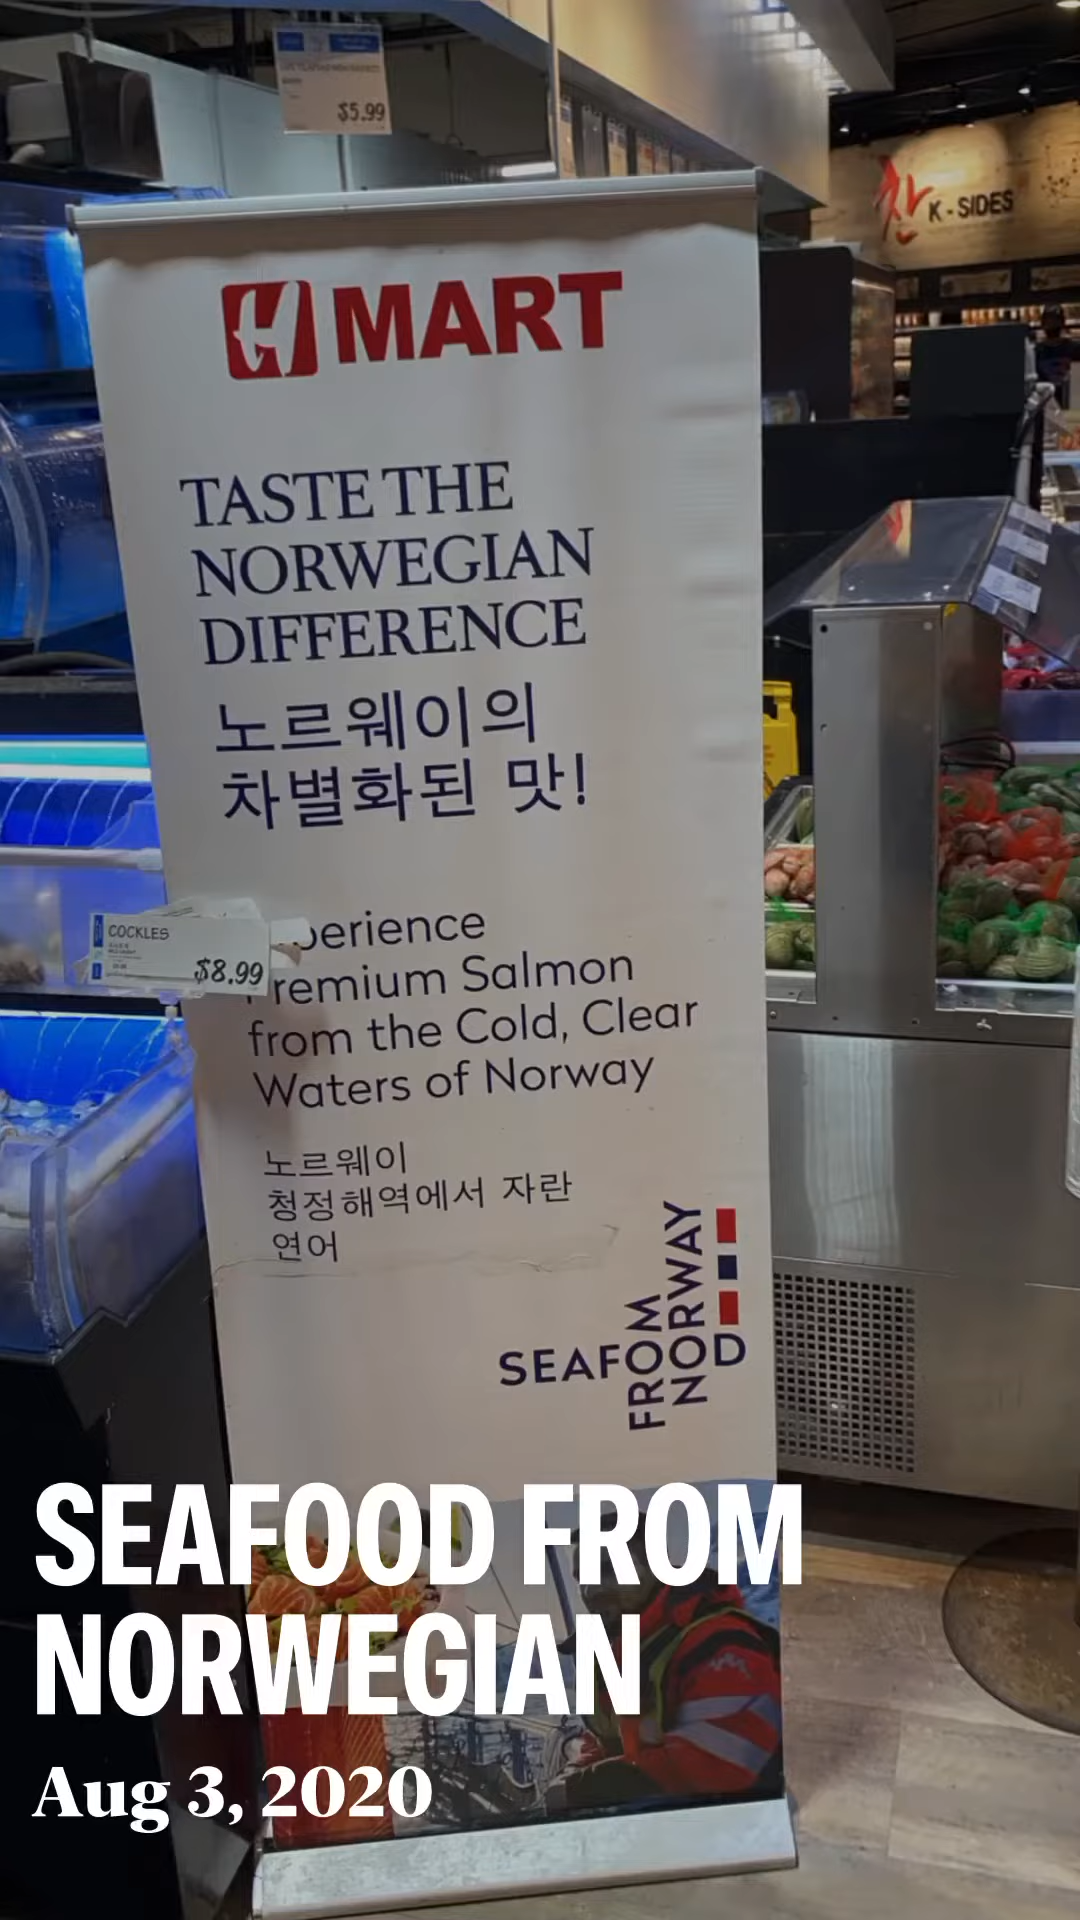 $5.99
찬 K-SIDES
H MART
TASTE THE
NORWEGIAN
DIFFERENCE
노르웨이의
차별화된 맛!
COCKLES
$8.99
perience
Premium Salmon
from the Cold, Clear
Waters of Norway
노르웨이
청정해역에서 자란
연어
SEAFOOD
FROM
NORWAY
SEAFOOD FROM
NORWEGIAN
Aug 3, 2020